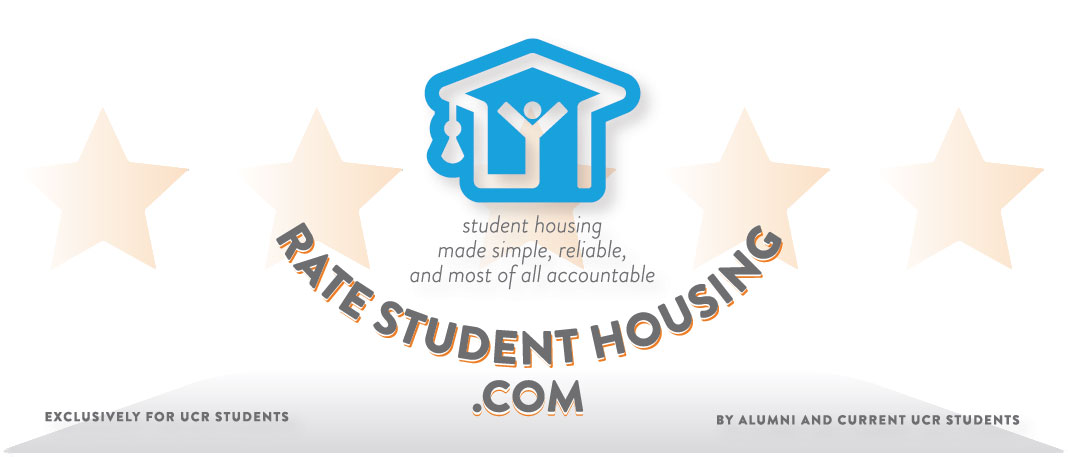 student housing
made simple, reliable,
and most of all accountable
RATE STUDENT HOUSING
.COM
EXCLUSIVELY FOR UCR STUDENTS
BY ALUMNI AND CURRENT UCR STUDENTS